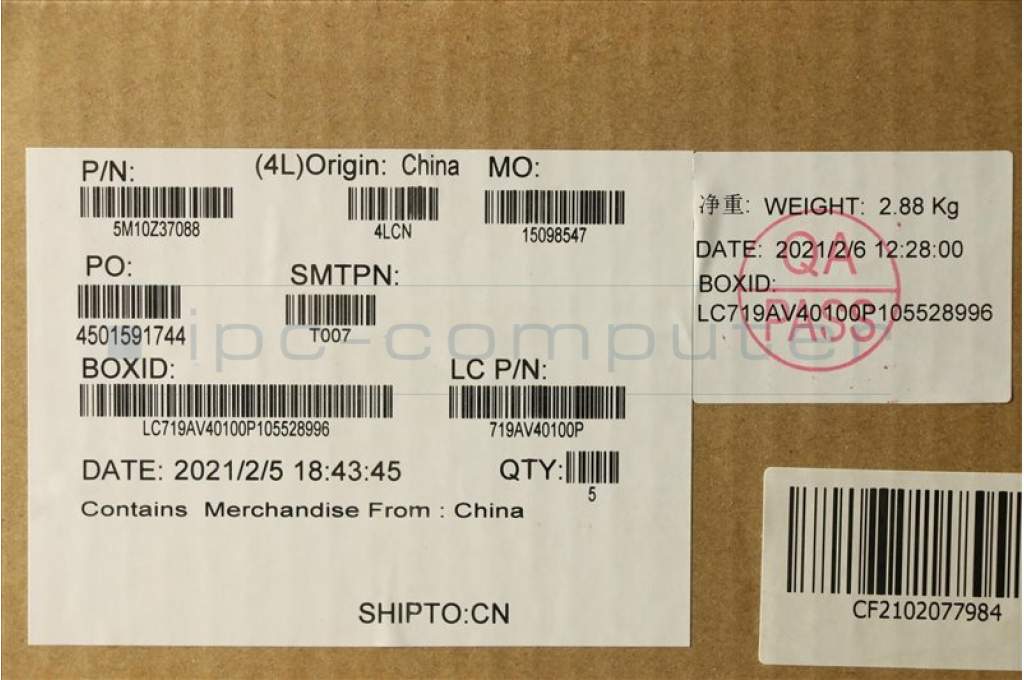 P/N: (4L)Origin: China MO:
5M10Z37088 4LCN 15098547
PO: SMTPN:
4501591744 T007
BOXID: LC P/N:
LC719AV40100P105528996 719AV40100P
DATE: 2021/2/5 18:43:45 QTY:
5
Contains Merchandise From : China
SHIPTO:CN
净重: WEIGHT: 2.88 Kg
DATE: 2021/2/6 12:28:00
BOXID:
LC719AV40100P105528996
QA
PASS
CF2102077984
ipc-computer